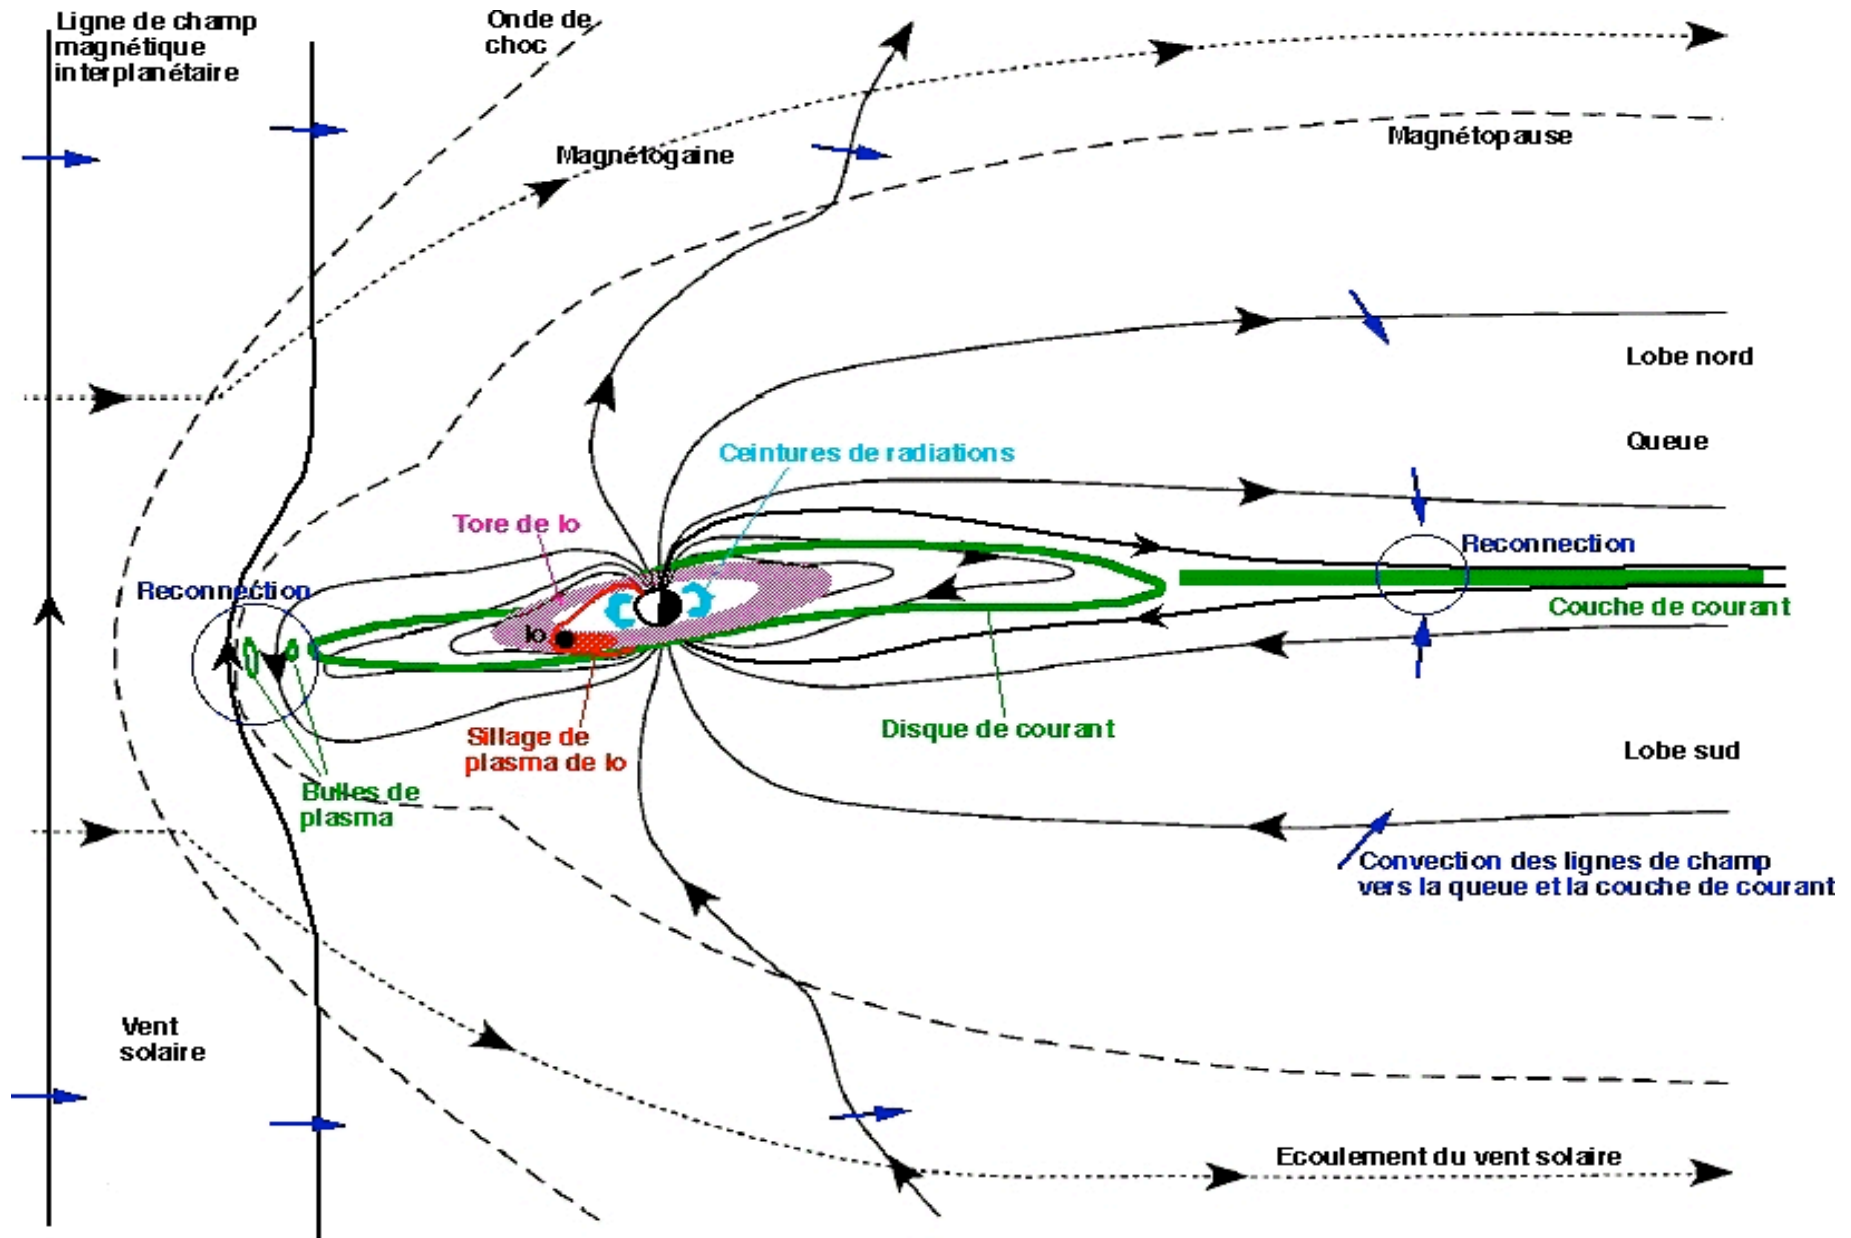 Ligne de champ
magnétique
interplanétaire
Onde de
choc
Magnétogaine
Magnétopause
Lobe nord
Queue
Ceintures de radiations
Tore de Io
Reconnection
Reconnection
Couche de courant
Io
Disque de courant
Sillage de
plasma de Io
Lobe sud
Bulles de
plasma
Convection des lignes de champ
vers la queue et la couche de courant
Vent
solaire
Ecoulement du vent solaire